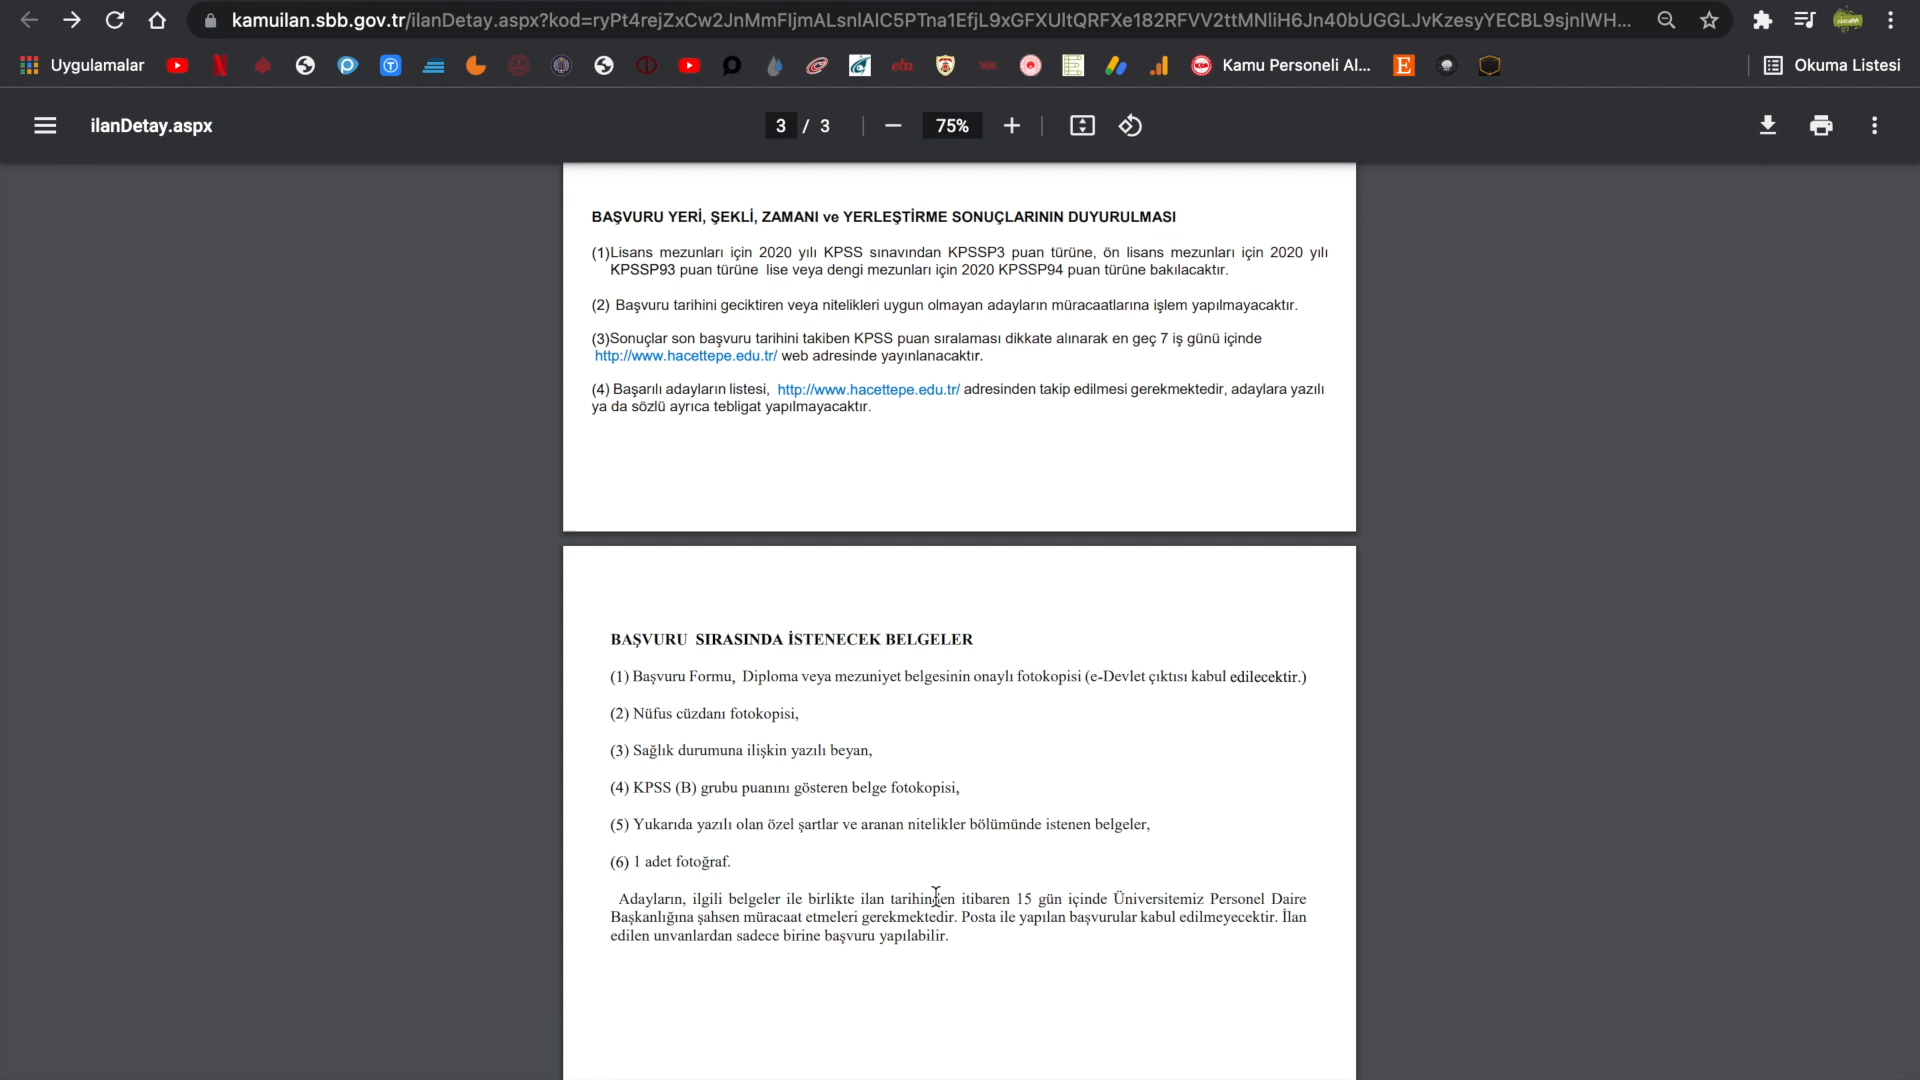 kamuilan.sbb.gov.tr/ilanDetay.aspx?kod=
Uygulamalar
eba
Kamu Personeli Al...
E
Okuma Listesi
ilanDetay.aspx
3 / 3
75%
BAŞVURU YERİ, ŞEKLİ, ZAMANI ve YERLEŞTİRME SONUÇLARININ DUYURULMASI
(1)Lisans mezunları için 2020 yılı KPSS sınavından KPSSP3 puan türüne, ön lisans mezunları için 2020 yılı
KPSSP93 puan türüne lise veya dengi mezunları için 2020 KPSSP94 puan türüne bakılacaktır.
(2) Başvuru tarihini geciktiren veya nitelikleri uygun olmayan adayların müracaatlarına işlem yapılmayacaktır.
(3)Sonuçlar son başvuru tarihini takiben KPSS puan sıralaması dikkate alınarak en geç 7 iş günü içinde
http://www.hacettepe.edu.tr/ web adresinde yayınlanacaktır.
(4) Başarılı adayların listesi, http://www.hacettepe.edu.tr/ adresinden takip edilmesi gerekmektedir, adaylara yazılı
ya da sözlü ayrıca tebligat yapılmayacaktır.
BAŞVURU SIRASINDA İSTENECEK BELGELER
(1) Başvuru Formu, Diploma veya mezuniyet belgesinin onaylı fotokopisi (e-Devlet çıktısı kabul edilecektir.)
(2) Nüfus cüzdanı fotokopisi,
(3) Sağlık durumuna ilişkin yazılı beyan,
(4) KPSS (B) grubu puanını gösteren belge fotokopisi,
(5) Yukarıda yazılı olan özel şartlar ve aranan nitelikler bölümünde istenen belgeler,
(6) 1 adet fotoğraf.
Adayların, ilgili belgeler ile birlikte ilan tarihinden itibaren 15 gün içinde Üniversitemiz Personel Daire
Başkanlığına şahsen müracaat etmeleri gerekmektedir. Posta ile yapılan başvurular kabul edilmeyecektir. İlan
edilen unvanlardan sadece birine başvuru yapılabilir.